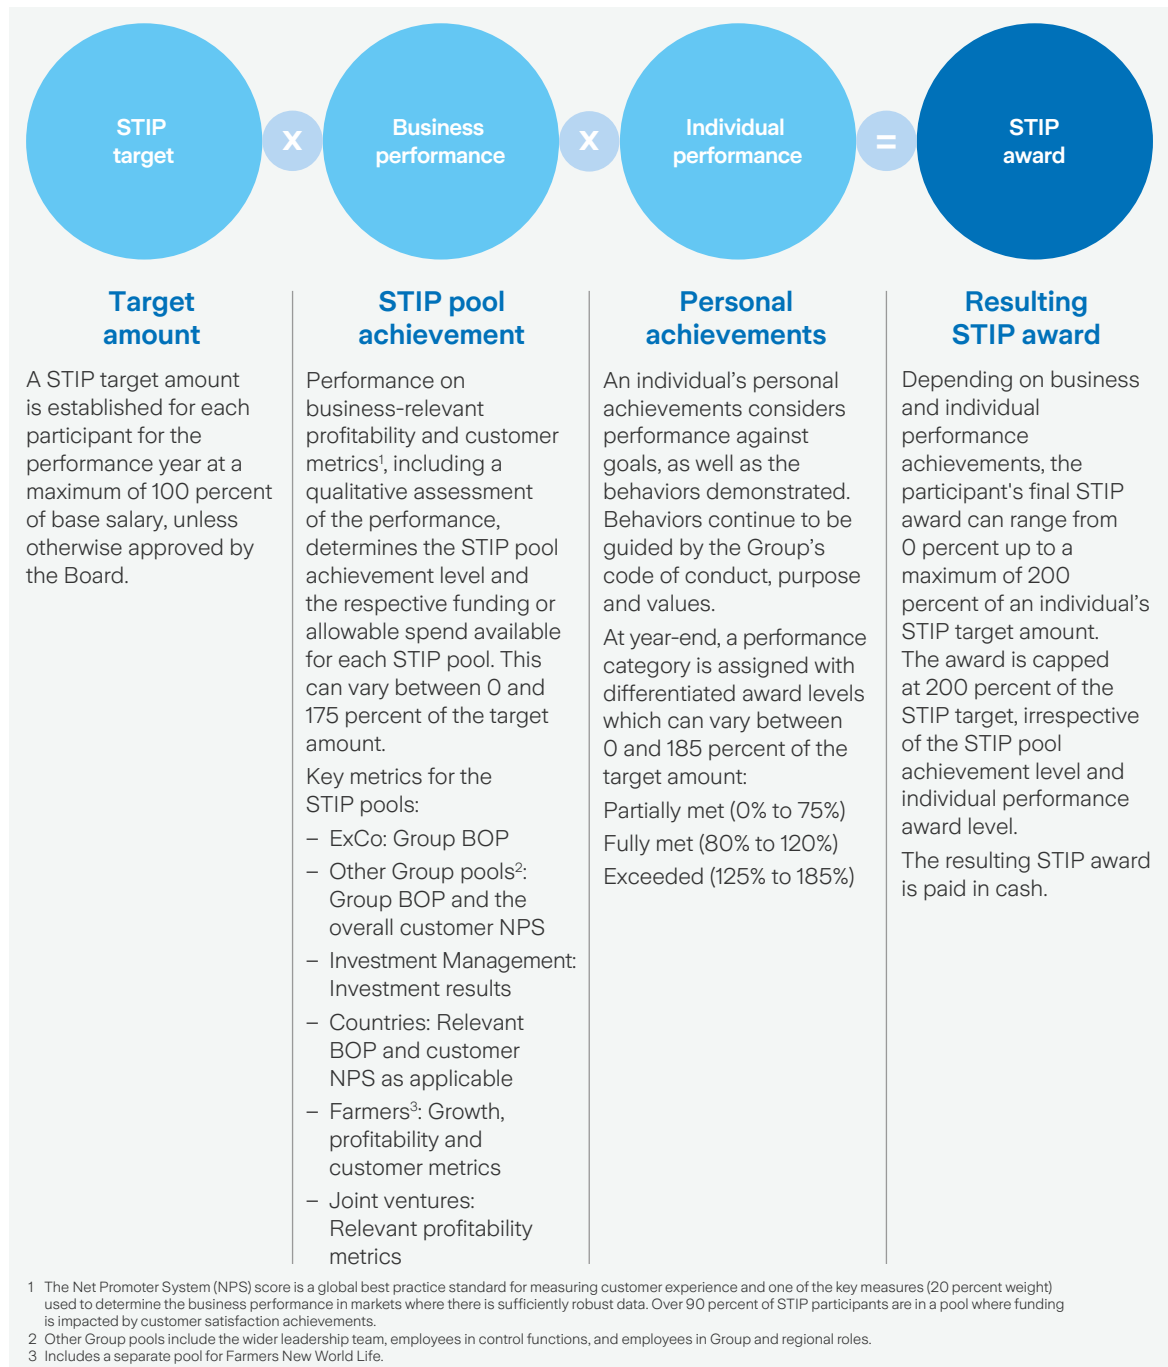 STIP
target
x
Business
performance
x
Individual
performance
=
STIP
award
Target
amount
A STIP target amount
is established for each
participant for the
performance year at a
maximum of 100 percent
of base salary, unless
otherwise approved by
the Board.
STIP pool
achievement
Performance on
business-relevant
profitability and customer
metrics¹, including a
qualitative assessment
of the performance,
determines the STIP pool
achievement level and
the respective funding or
allowable spend available
for each STIP pool. This
can vary between 0 and
175 percent of the target
amount.
Key metrics for the
STIP pools:
– ExCo: Group BOP
– Other Group pools²:
Group BOP and the
overall customer NPS
– Investment Management:
Investment results
– Countries: Relevant
BOP and customer
NPS as applicable
– Farmers³: Growth,
profitability and
customer metrics
– Joint ventures:
Relevant profitability
metrics
Personal
achievements
An individual’s personal
achievements considers
performance against
goals, as well as the
behaviors demonstrated.
Behaviors continue to be
guided by the Group’s
code of conduct, purpose
and values.
At year-end, a performance
category is assigned with
differentiated award levels
which can vary between
0 and 185 percent of the
target amount:
Partially met (0% to 75%)
Fully met (80% to 120%)
Exceeded (125% to 185%)
Resulting
STIP award
Depending on business
and individual
performance
achievements, the
participant's final STIP
award can range from
0 percent up to a
maximum of 200
percent of an individual’s
STIP target amount.
The award is capped
at 200 percent of the
STIP target, irrespective
of the STIP pool
achievement level and
individual performance
award level.
The resulting STIP award
is paid in cash.
1 The Net Promoter System (NPS) score is a global best practice standard for measuring customer experience and one of the key measures (20 percent weight)
used to determine the business performance in markets where there is sufficiently robust data. Over 90 percent of STIP participants are in a pool where funding
is impacted by customer satisfaction achievements.
2 Other Group pools include the wider leadership team, employees in control functions, and employees in Group and regional roles.
3 Includes a separate pool for Farmers New World Life.